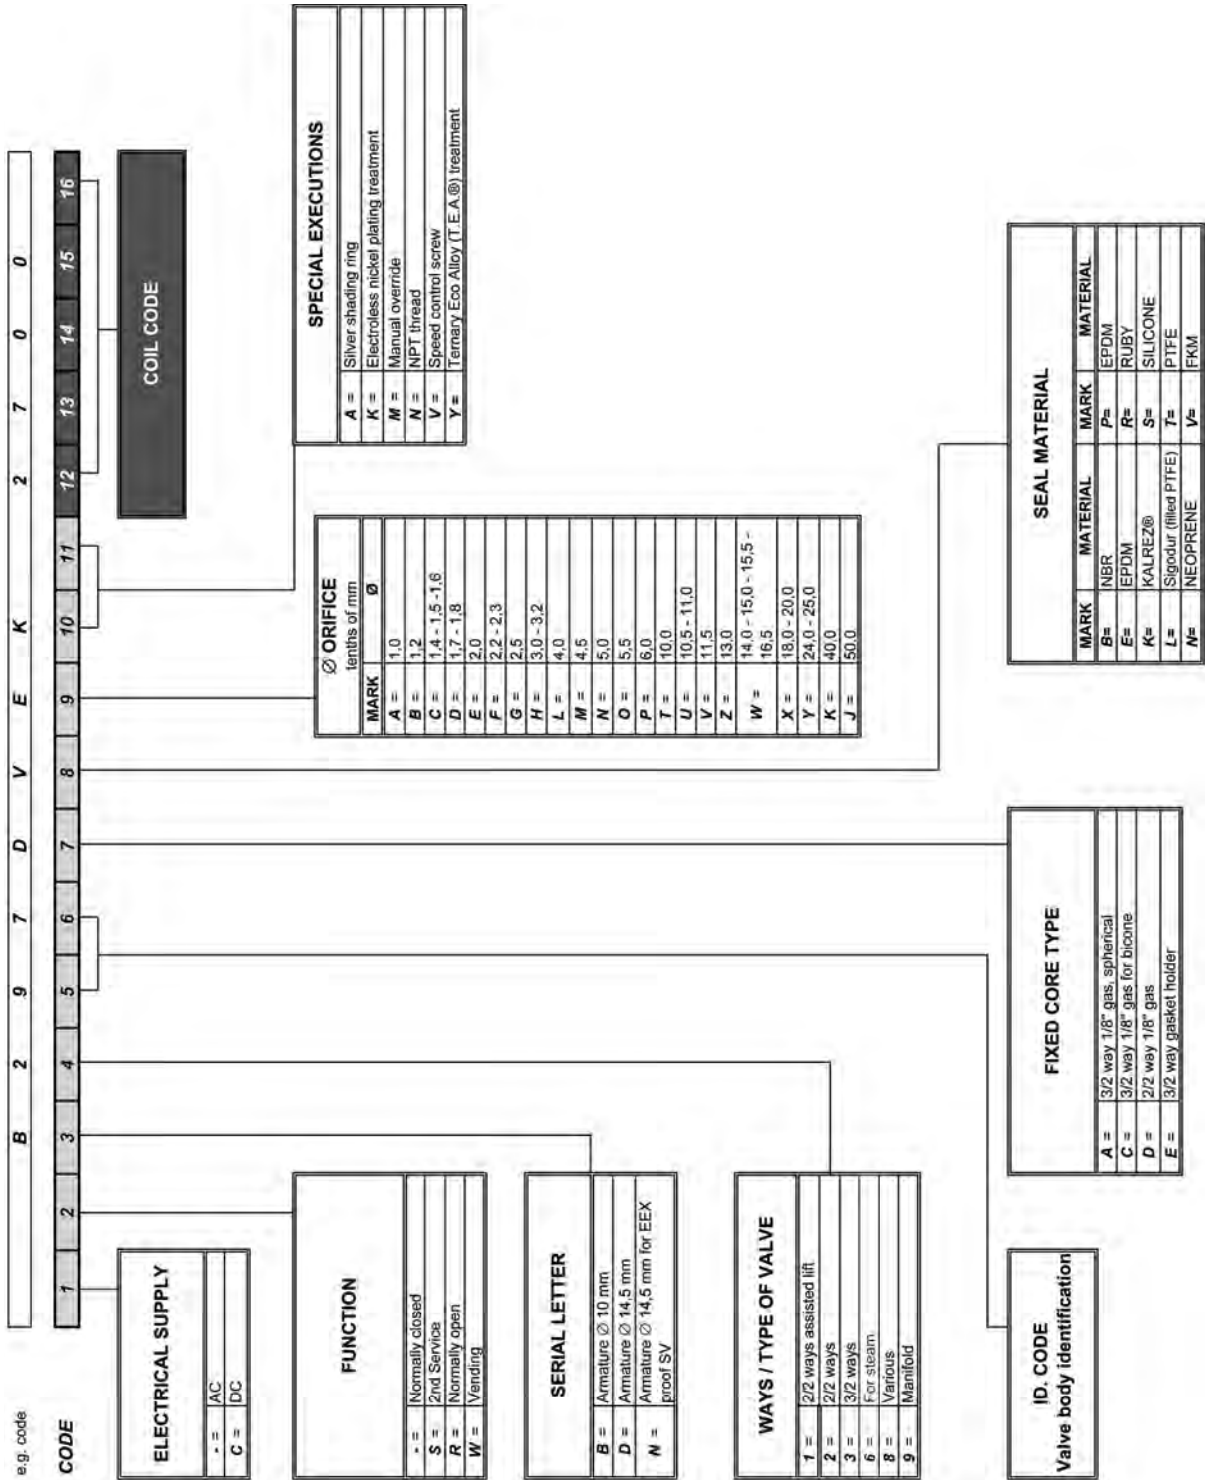 e.g. code B 2 9 7 D V E K 2 7 0 0
CODE 1 2 3 4 5 6 7 8 9 10 11 12 13 14 15 16
ELECTRICAL SUPPLY
- = AC
C = DC
FUNCTION
- = Normally closed
S = 2nd Service
R = Normally open
W = Vending
SERIAL LETTER
B = Armature Ø 10 mm
D = Armature Ø 14,5 mm
N = Armature Ø 14,5 mm for EEX
proof SV
WAYS / TYPE OF VALVE
1 = 2/2 ways assisted lift
2 = 2/2 ways
3 = 3/2 ways
6 = For steam
8 = Various
9 = Manifold
ID. CODE
Valve body identification
FIXED CORE TYPE
A = 3/2 way 1/8" gas, spherical
C = 3/2 way 1/8" gas for bicone
D = 2/2 way 1/8" gas
E = 3/2 way gasket holder
SEAL MATERIAL
MARK MATERIAL MARK MATERIAL
B= NBR P= EPDM
E= EPDM R= RUBY
K= KALREZ® S= SILICONE
L= Sigodur (filled PTFE) T= PTFE
N= NEOPRENE V= FKM
Ø ORIFICE
tenths of mm
MARK Ø
A = 1,0
B = 1,2
C = 1,4 - 1,5 -1,6
D = 1,7 - 1,8
E = 2,0
F = 2,2 - 2,3
G = 2,5
H = 3,0 - 3,2
L = 4,0
M = 4,5
N = 5,0
O = 5,5
P = 6,0
T = 10,0
U = 10,5 - 11,0
V = 11,5
Z = 13,0
W = 14,0 - 15,0 - 15,5 -
16,5
X = 18,0 - 20,0
Y = 24,0 - 25,0
K = 40,0
J = 50,0
SPECIAL EXECUTIONS
A = Silver shading ring
K = Electroless nickel plating treatment
M = Manual override
N = NPT thread
V = Speed control screw
Y = Ternary Eco Alloy (T.E.A.®) treatment
COIL CODE